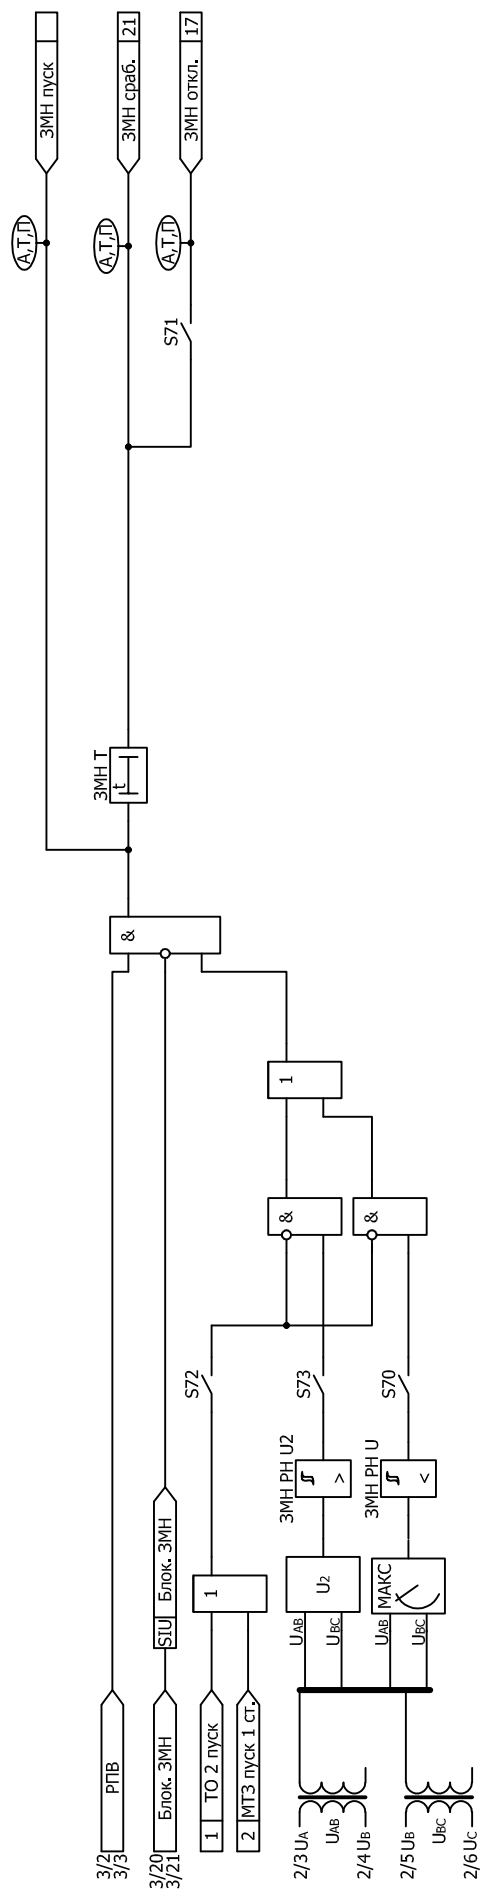 ЗМН пуск
ЗМН сраб. 21
ЗМН откл. 17
А,Т,П
А,Т,П
А,Т,П
S71
ЗМН Т
t
&
1
&
&
S72
S73
S70
ЗМН РН U2
>
ЗМН РН U
<
1
U2
МАКС
UAB
UBC
UAB
UBC
РПВ
3/2
3/3
Блок. ЗМН
3/20
3/21
SIU Блок. ЗМН
1 ТО 2 пуск
2 МТЗ пуск 1 ст.
2/3 UA
UAB
2/4 UB
2/5 UB
UBC
2/6 UC